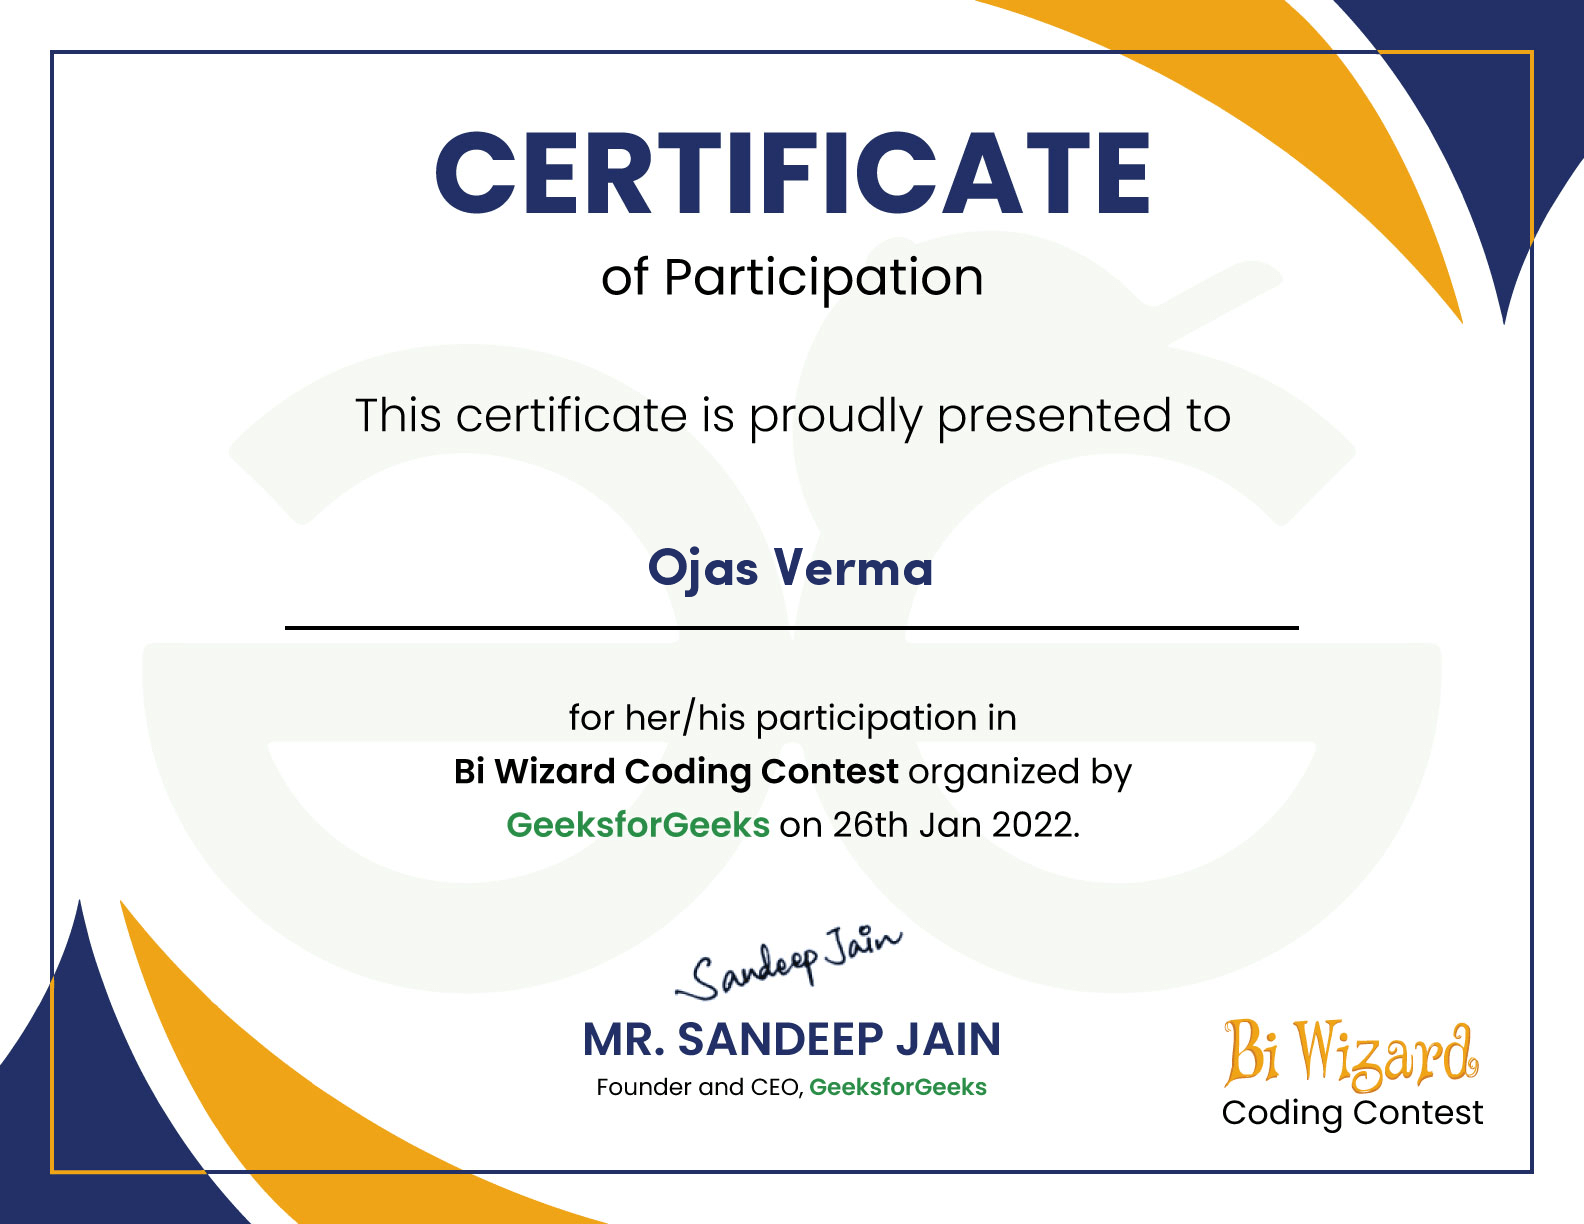 CERTIFICATE
of Participation
This certificate is proudly presented to
Ojas Verma
for her/his participation in
Bi Wizard Coding Contest organized by
GeeksforGeeks on 26th Jan 2022.
Sandeep Jain
MR. SANDEEP JAIN
Founder and CEO, GeeksforGeeks
Bi Wizard
Coding Contest